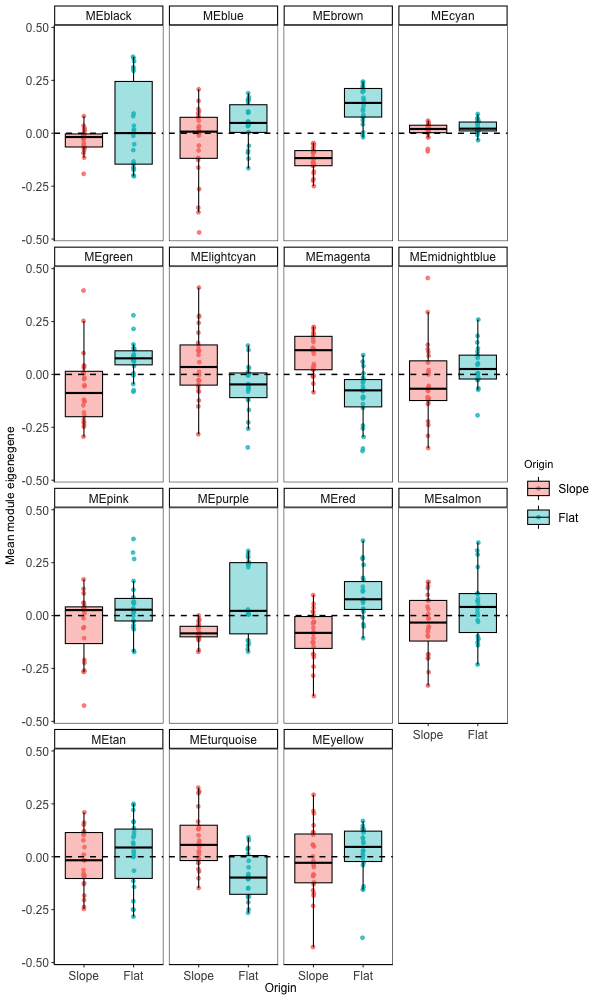 MEblack MEblue MEbrown MEcyan
0.50
0.25
0.00
-0.25
-0.50
MEgreen MElightcyan MEmagenta MEmidnightblue
0.50
0.25
0.00
-0.25
-0.50
Mean module eigenegene
Origin
Slope
Flat
MEpink MEpurple MEred MEsalmon
0.50
0.25
0.00
-0.25
-0.50
Slope Flat
MEtan MEturquoise MEyellow
0.50
0.25
0.00
-0.25
-0.50
Slope Flat Slope Flat Slope Flat
Origin